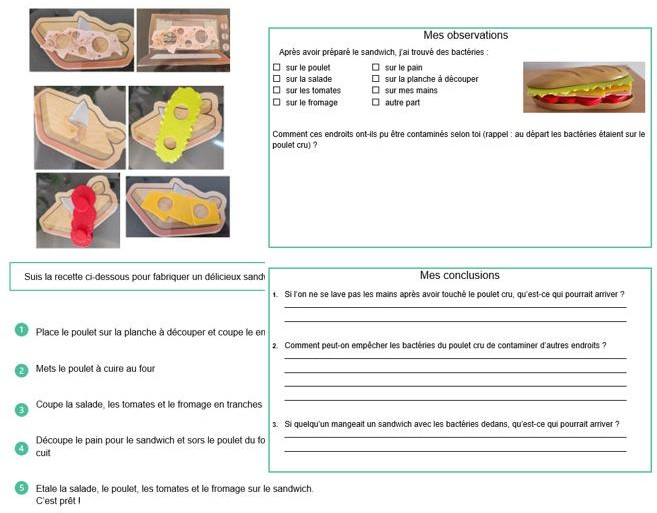 Mes observations
Après avoir préparé le sandwich, j'ai trouvé des bactéries :
sur le poulet
sur la salade
sur les tomates
sur le fromage
sur le pain
sur la planche à découper
sur mes mains
autre part
Comment ces endroits ont-ils pu être contaminés selon toi (rappel : au départ les bactéries étaient sur le
poulet cru) ?
Suis la recette ci-dessous pour fabriquer un délicieux sand
1 Place le poulet sur la planche à découper et coupe le en
2 Mets le poulet à cuire au four
3 Coupe la salade, les tomates et le fromage en tranches
4 Découpe le pain pour le sandwich et sors le poulet du fo
cuit
5 Etale la salade, le poulet, les tomates et le fromage sur le sandwich.
C'est prêt !
Mes conclusions
1. Si l'on ne se lave pas les mains après avoir touché le poulet cru, qu'est-ce qui pourrait arriver ?
2. Comment peut-on empêcher les bactéries du poulet cru de contaminer d'autres endroits ?
3. Si quelqu'un mangeait un sandwich avec les bactéries dedans, qu'est-ce qui pourrait arriver ?